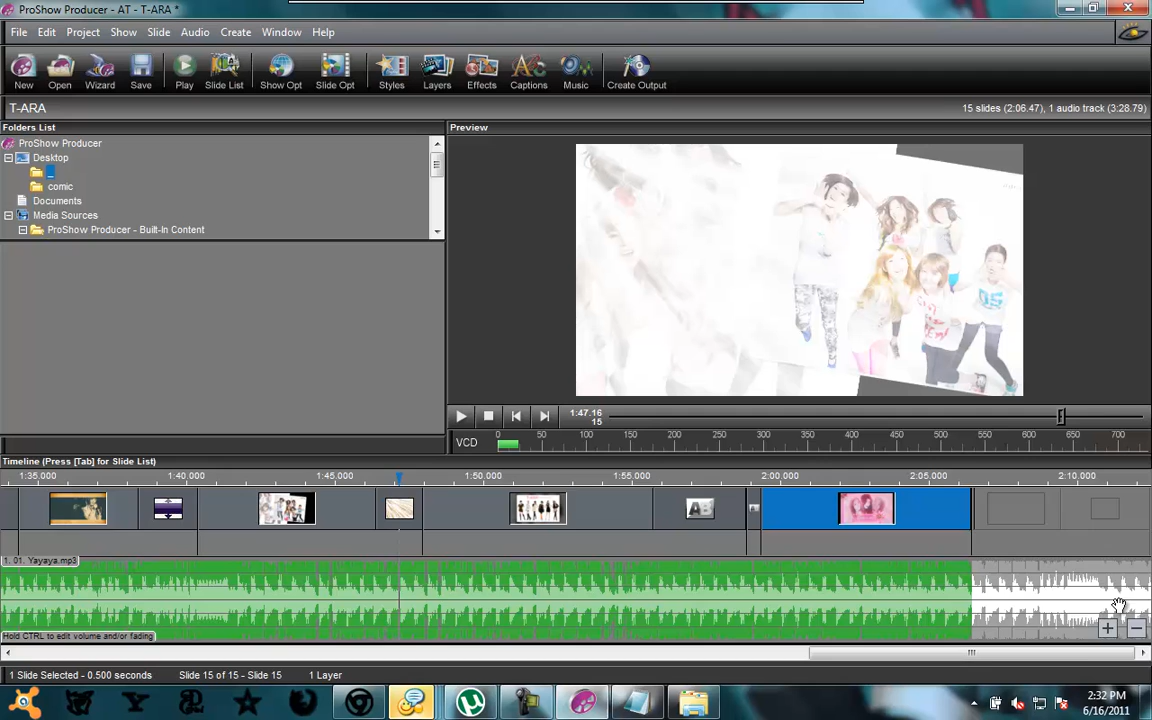 ProShow Producer - AT - T-ARA *
File Edit Project Show Slide Audio Create Window Help
New Open Wizard Save Play Slide List Show Opt Slide Opt Styles Layers Effects Captions Music Create Output
T-ARA 15 slides (2:06.47), 1 audio track (3:28.79)
Folders List
ProShow Producer
Desktop
comic
Documents
Media Sources
ProShow Producer - Built-In Content
Preview
1:47.16
15
VCD 0 50 100 150 200 250 300 350 400 450 500 550 600 650 700
Timeline (Press [Tab] for Slide List)
1:35.000 1:40.000 1:45.000 1:50.000 1:55.000 2:00.000 2:05.000 2:10.000
AB
1. 01. Yayaya.mp3
Hold CTRL to edit volume and/or fading
1 Slide Selected - 0.500 seconds Slide 15 of 15 - Slide 15 1 Layer
2:32 PM
6/16/2011